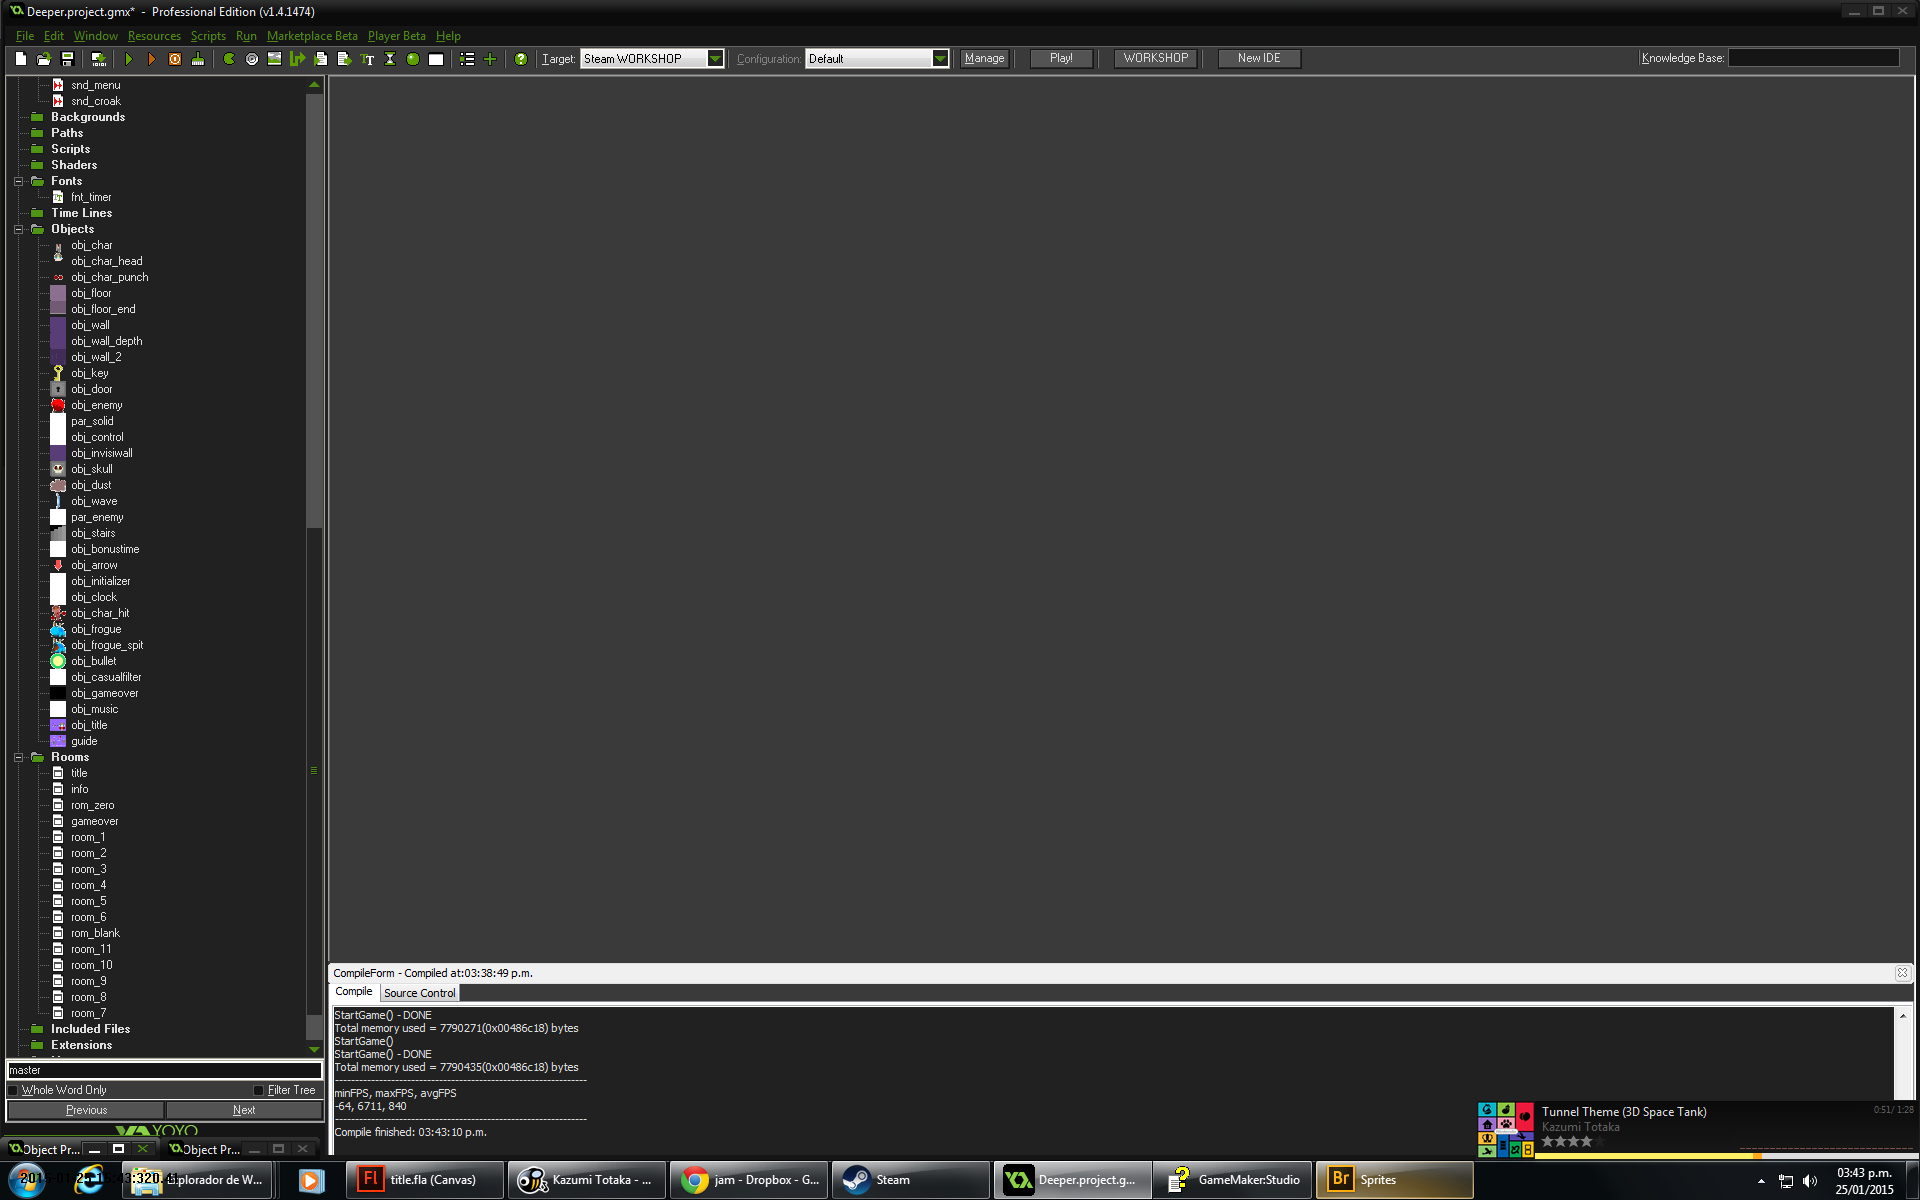 Deeper.project.gmx* - Professional Edition (v1.4.1474)
File Edit Window Resources Scripts Run Marketplace Beta Player Beta Help
Target: Steam WORKSHOP Configuration: Default Manage Play! WORKSHOP New IDE Knowledge Base:
snd_menu
snd_croak
Backgrounds
Paths
Scripts
Shaders
Fonts
fnt_timer
Time Lines
Objects
obj_char
obj_char_head
obj_char_punch
obj_floor
obj_floor_end
obj_wall
obj_wall_depth
obj_wall_2
obj_key
obj_door
obj_enemy
par_solid
obj_control
obj_invisiwall
obj_skull
obj_dust
obj_wave
par_enemy
obj_stairs
obj_bonustime
obj_arrow
obj_initializer
obj_clock
obj_char_hit
obj_frogue
obj_frogue_spit
obj_bullet
obj_casualfilter
obj_gameover
obj_music
obj_title
guide
Rooms
title
info
rom_zero
gameover
room_1
room_2
room_3
room_4
room_5
room_6
rom_blank
room_11
room_10
room_9
room_8
room_7
Included Files
Extensions
master
Whole Word Only Filter Tree
Previous Next
YOYO
Object Pr... Object Pr...
CompileForm - Compiled at:03:38:49 p.m.
Compile Source Control
StartGame() - DONE
Total memory used = 7790271(0x00486c18) bytes
StartGame()
StartGame() - DONE
Total memory used = 7790435(0x00486c18) bytes
minFPS, maxFPS, avgFPS
-64, 6711, 840
Compile finished: 03:43:10 p.m.
Tunnel Theme (3D Space Tank) 0:51/ 1:28
Kazumi Totaka
Explorador de W... title.fla (Canvas) Kazumi Totaka - ... jam - Dropbox - G... Steam Deeper.project.g... GameMaker:Studio Br Sprites
03:43 p.m.
25/01/2015